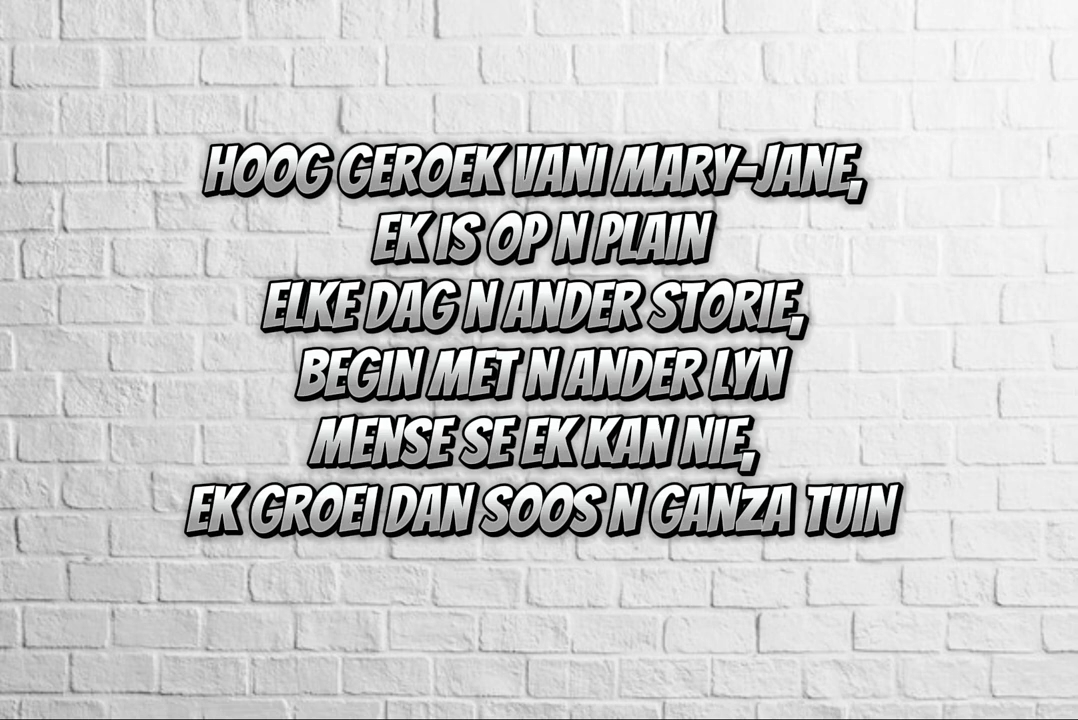 HOOG GEROEK VANI MARY-JANE,
EK IS OP N PLAIN
ELKE DAG N ANDER STORIE,
BEGIN MET N ANDER LYN
MENSE SE EK KAN NIE,
EK GROEI DAN SOOS N GANZA TUIN